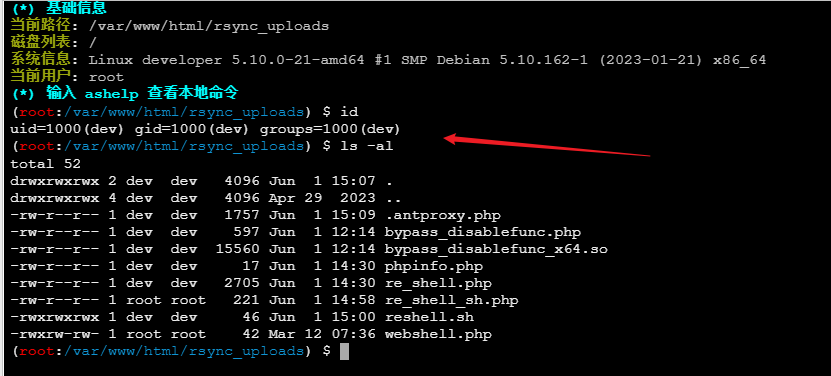 (*) 基础信息
当前路径: /var/www/html/rsync_uploads
磁盘列表: /
系统信息: Linux developer 5.10.0-21-amd64 #1 SMP Debian 5.10.162-1 (2023-01-21) x86_64
当前用户: root
(*) 输入 ashelp 查看本地命令
(root:/var/www/html/rsync_uploads) $ id
uid=1000(dev) gid=1000(dev) groups=1000(dev)
(root:/var/www/html/rsync_uploads) $ ls -al
total 52
drwxrwxrwx 2 dev  dev   4096 Jun  1 15:07 .
drwxrwxrwx 4 dev  dev   4096 Apr 29  2023 ..
-rw-r--r-- 1 dev  dev   1757 Jun  1 15:09 .antproxy.php
-rw-r--r-- 1 dev  dev    597 Jun  1 12:14 bypass_disablefunc.php
-rw-r--r-- 1 dev  dev  15560 Jun  1 12:14 bypass_disablefunc_x64.so
-rw-r--r-- 1 dev  dev     17 Jun  1 14:30 phpinfo.php
-rw-r--r-- 1 dev  dev   2705 Jun  1 14:30 re_shell.php
-rw-r--r-- 1 root root   221 Jun  1 14:58 re_shell_sh.php
-rwxrwxrwx 1 dev  dev     46 Jun  1 15:00 reshell.sh
-rwxrw-rw- 1 root root    42 Mar 12 07:36 webshell.php
(root:/var/www/html/rsync_uploads) $